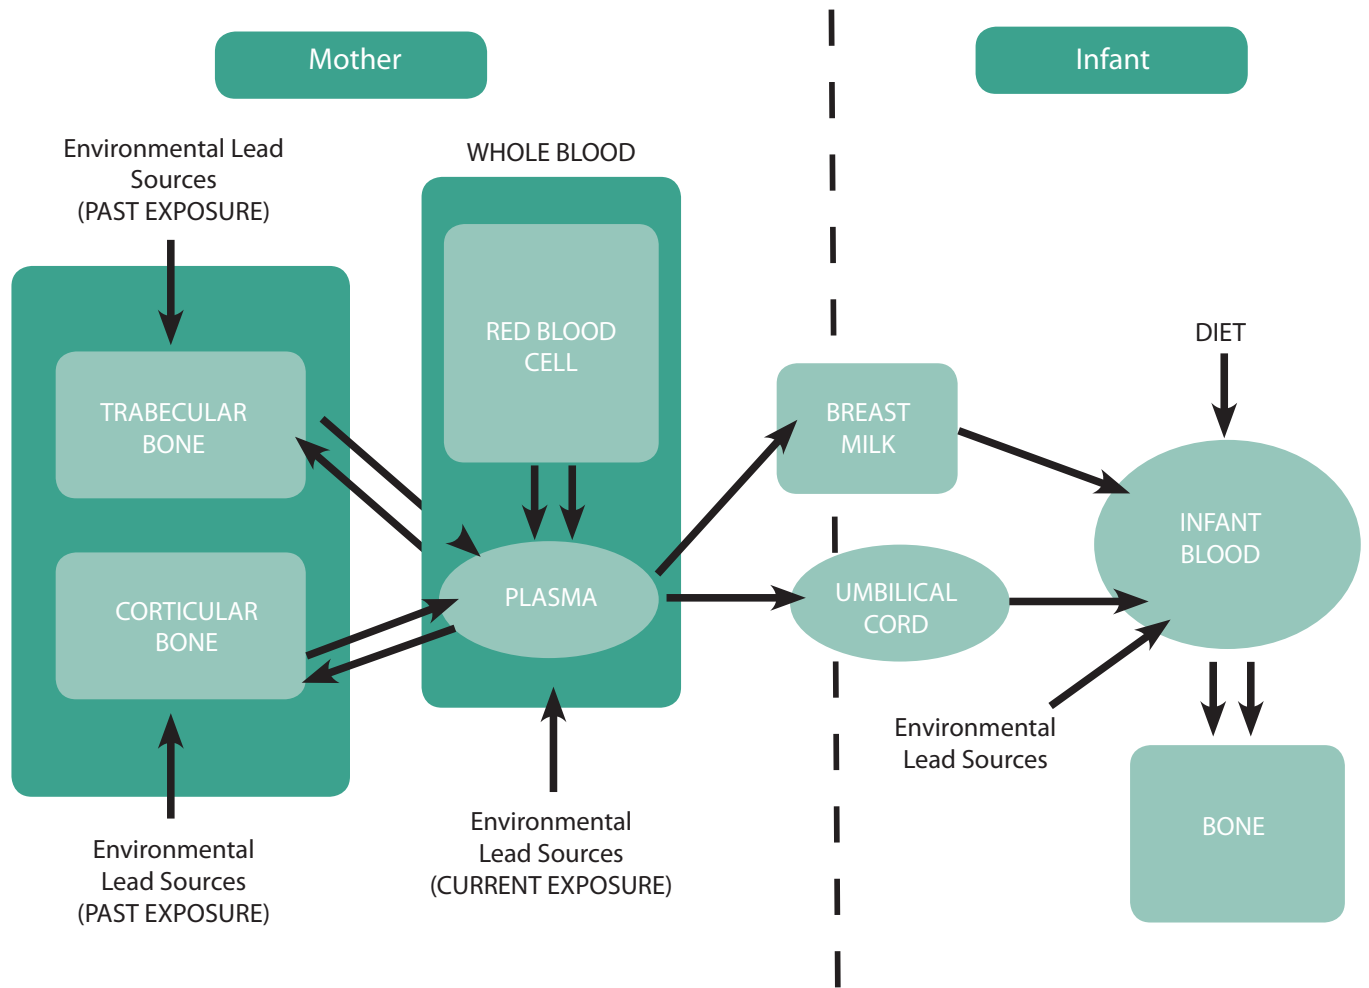 Mother
Infant
Environmental Lead
Sources
(PAST EXPOSURE)
WHOLE BLOOD
RED BLOOD
CELL
TRABECULAR
BONE
CORTICULAR
BONE
PLASMA
BREAST
MILK
UMBILICAL
CORD
DIET
INFANT
BLOOD
Environmental
Lead Sources
BONE
Environmental
Lead Sources
(CURRENT EXPOSURE)
Environmental
Lead Sources
(PAST EXPOSURE)